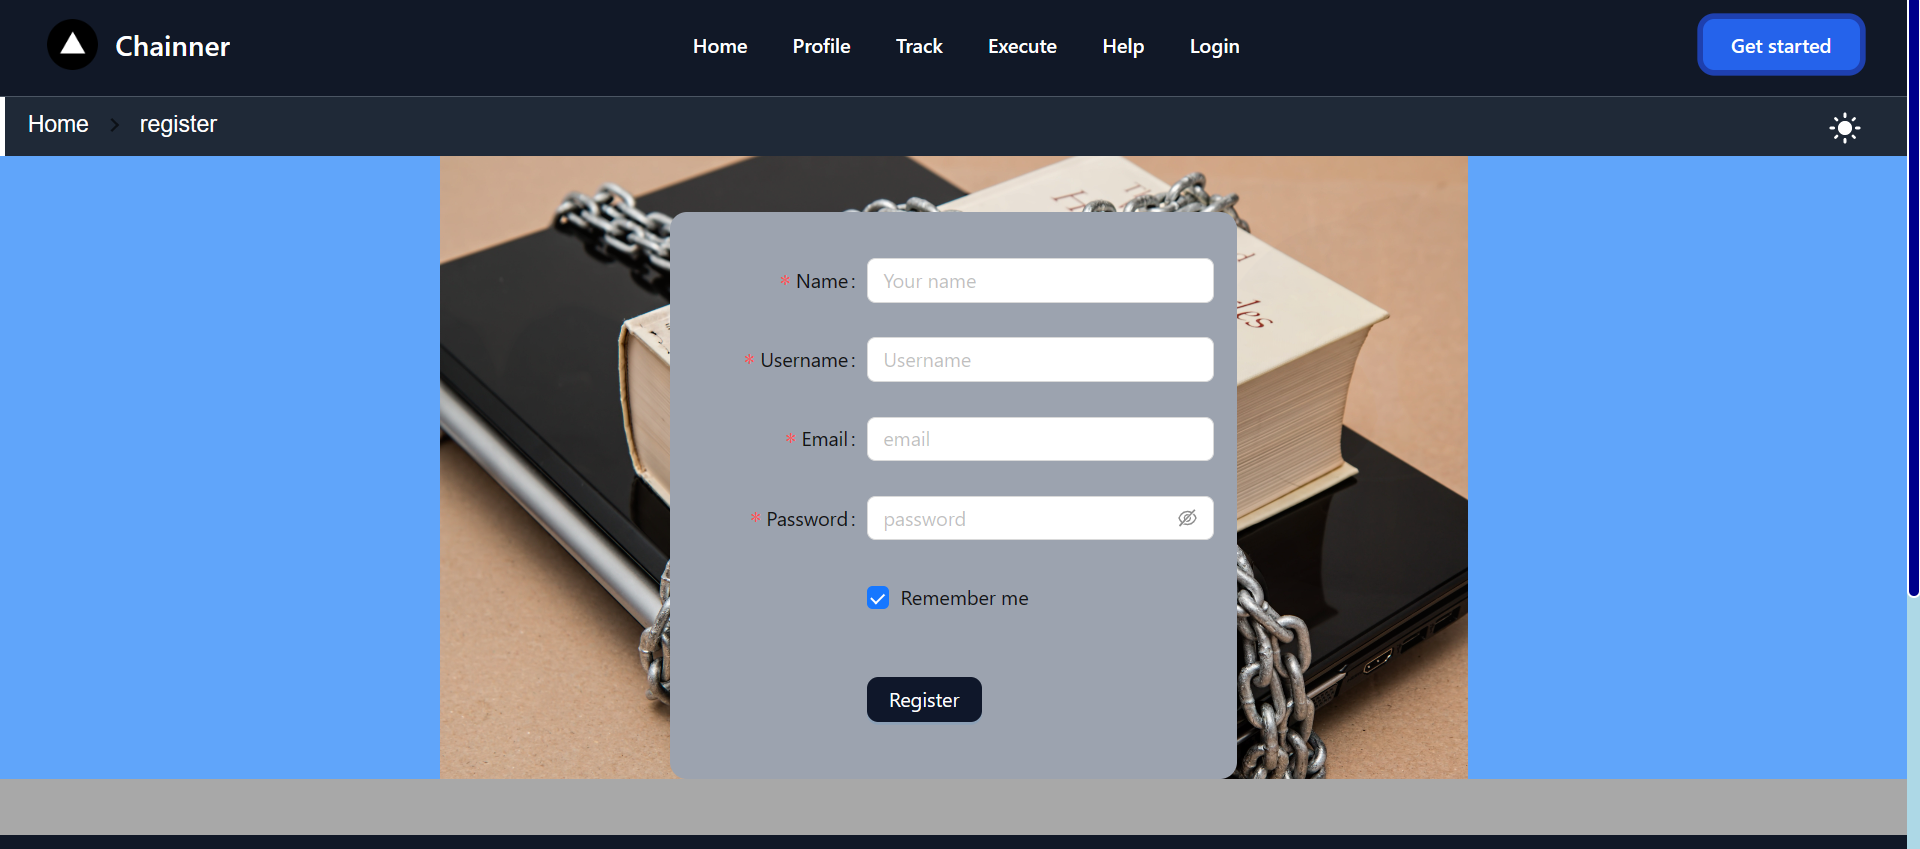 Chainner
Home Profile Track Execute Help Login
Get started
Home > register
* Name:
Your name
* Username:
Username
* Email:
email
* Password:
password
Remember me
Register